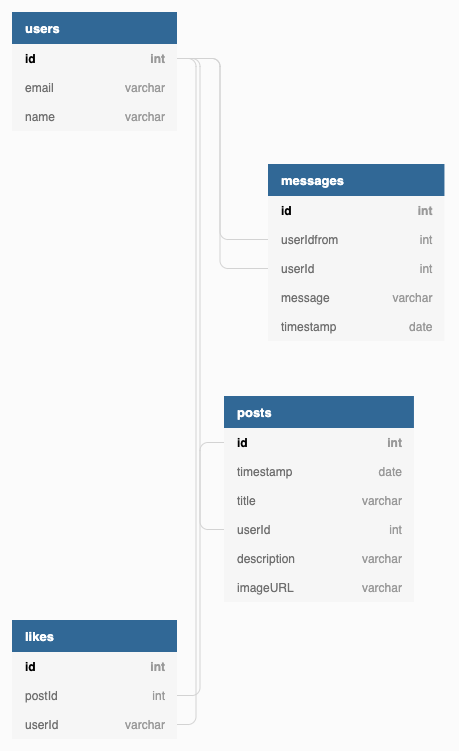 users
id int
email varchar
name varchar
messages
id int
userIdfrom int
userId int
message varchar
timestamp date
posts
id int
timestamp date
title varchar
userId int
description varchar
imageURL varchar
likes
id int
postId int
userId varchar